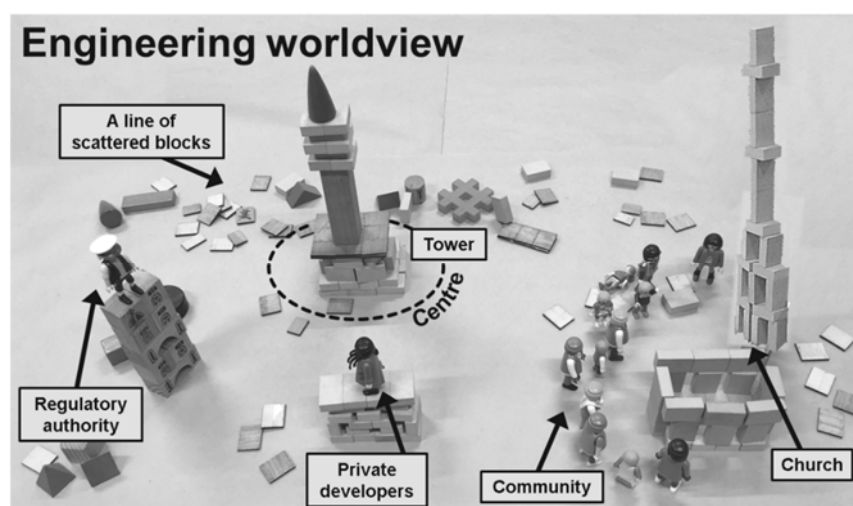 Engineering worldview
A line of
scattered blocks
Tower
Centre
Regulatory
authority
Private
developers
Community
Church